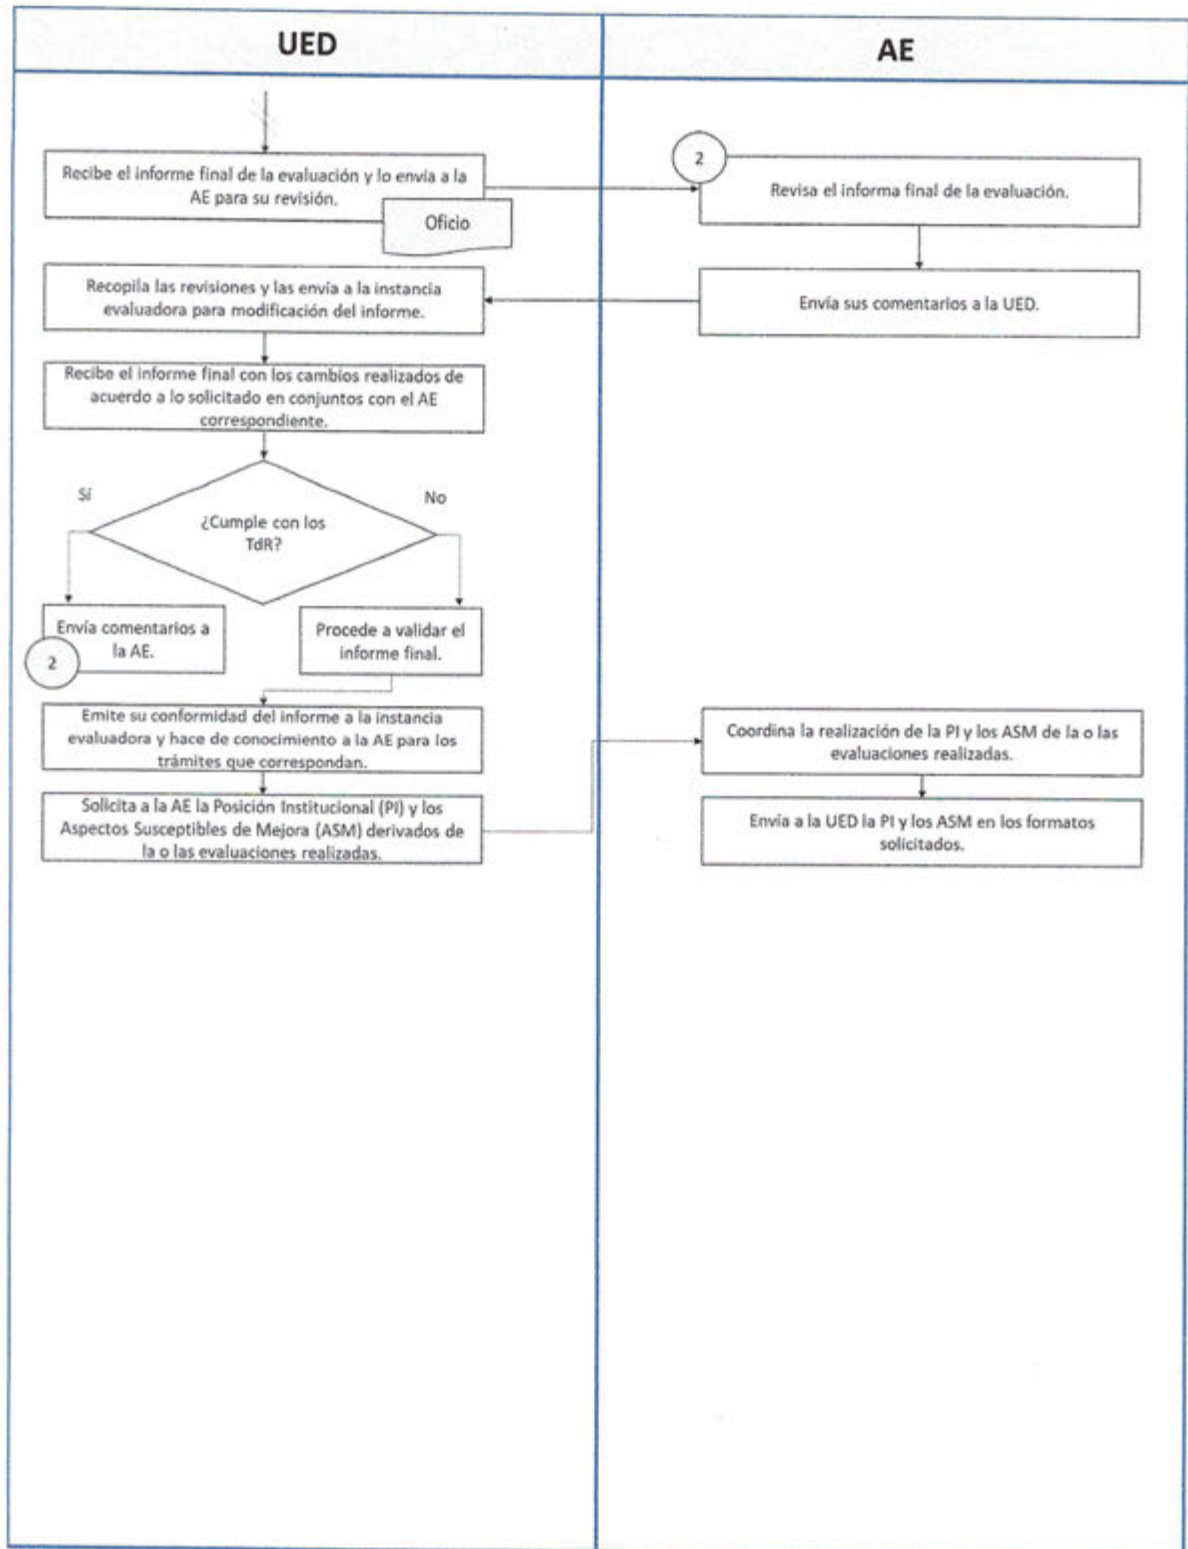 UED
AE
Recibe el informe final de la evaluación y lo envía a la
AE para su revisión.
Oficio
2
Revisa el informa final de la evaluación.
Recopila las revisiones y las envía a la instancia
evaluadora para modificación del informe.
Envía sus comentarios a la UED.
Recibe el informe final con los cambios realizados de
acuerdo a lo solicitado en conjuntos con el AE
correspondiente.
Sí
No
¿Cumple con los
TdR?
Envía comentarios a
la AE.
2
Procede a validar el
informe final.
Emite su conformidad del informe a la instancia
evaluadora y hace de conocimiento a la AE para los
trámites que correspondan.
Coordina la realización de la PI y los ASM de la o las
evaluaciones realizadas.
Solicita a la AE la Posición Institucional (PI) y los
Aspectos Susceptibles de Mejora (ASM) derivados de
la o las evaluaciones realizadas.
Envía a la UED la PI y los ASM en los formatos
solicitados.